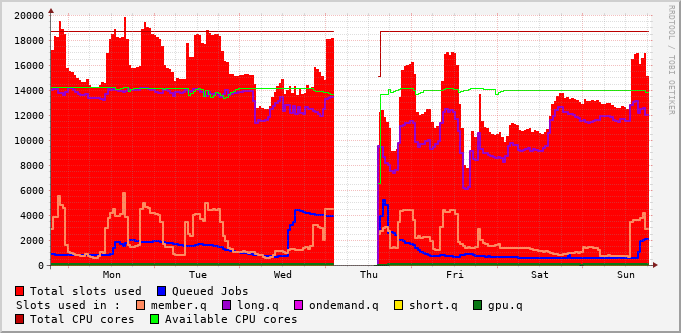 20000
18000
16000
14000
12000
10000
8000
6000
4000
2000
0
Mon Tue Wed Thu Fri Sat Sun
Total slots used Queued Jobs
Slots used in : member.q long.q ondemand.q short.q gpu.q
Total CPU cores Available CPU cores
RRDTOOL / TOBI OETIKER